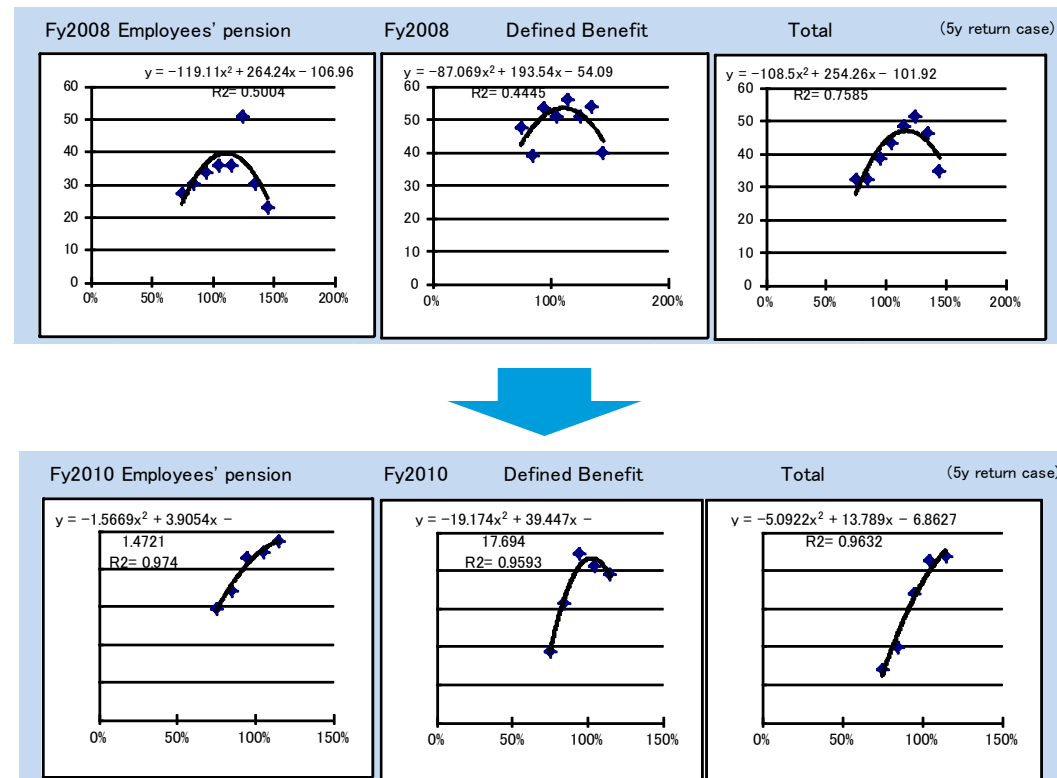 Fy2008 Employees' pension
Fy2008 Defined Benefit
Total
(5y return case)
y = −119.11x² + 264.24x − 106.96
R2= 0.5004
60
50
40
30
20
10
0
0% 50% 100% 150% 200%
y = −87.069x² + 193.54x − 54.09
R2= 0.4445
60
50
40
30
20
10
0
0% 100% 200%
y = −108.5x² + 254.26x − 101.92
R2= 0.7585
60
50
40
30
20
10
0
0% 50% 100% 150% 200%
Fy2010 Employees' pension
Fy2010 Defined Benefit
Total
(5y return case)
y = −1.5669x² + 3.9054x −
1.4721
R2= 0.974
0% 50% 100% 150%
y = −19.174x² + 39.447x −
17.694
R2= 0.9593
0% 50% 100% 150%
y = −5.0922x² + 13.789x − 6.8627
R2= 0.9632
0% 50% 100% 150%